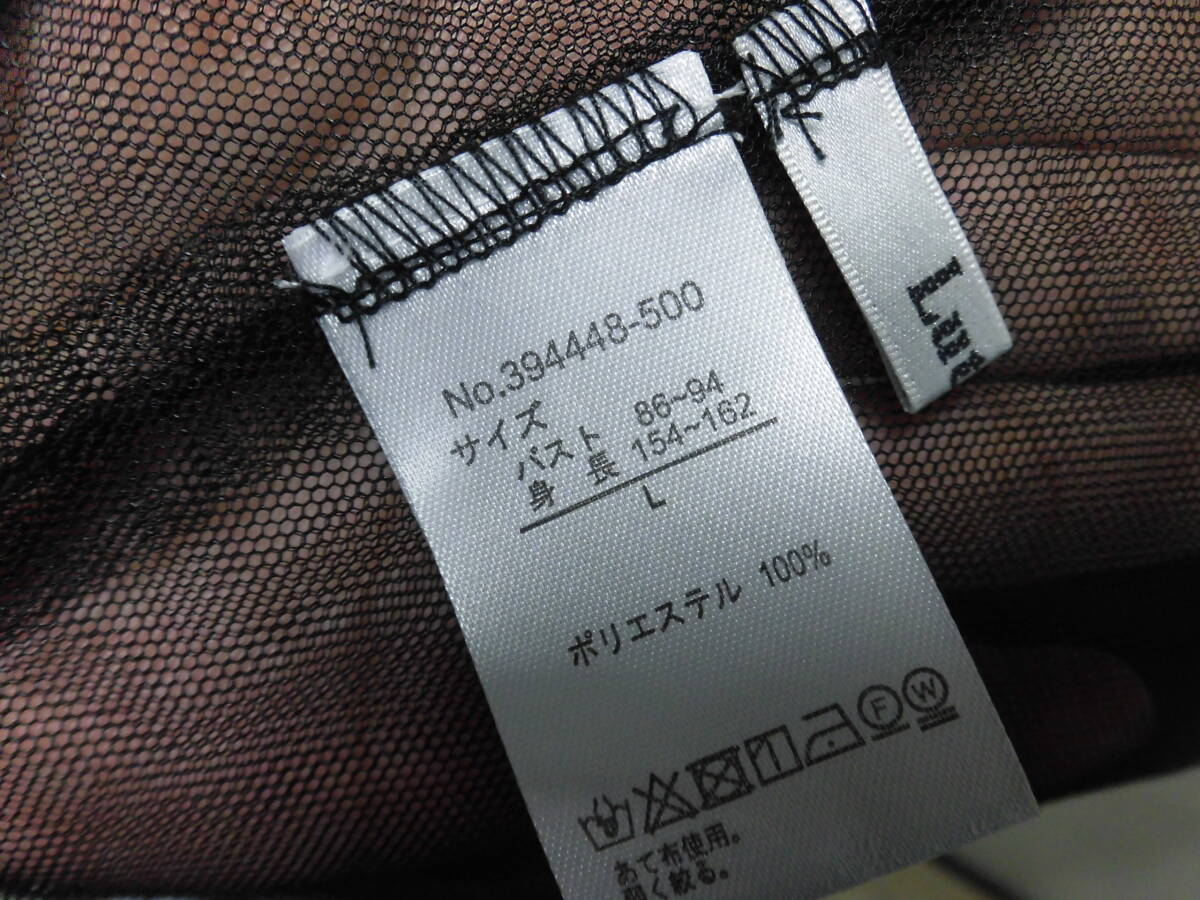 No.394448-500
サイズ
バスト 86~94
身 長 154~162
L
ポリエステル 100%
F W
あて布使用。
弱く絞る。